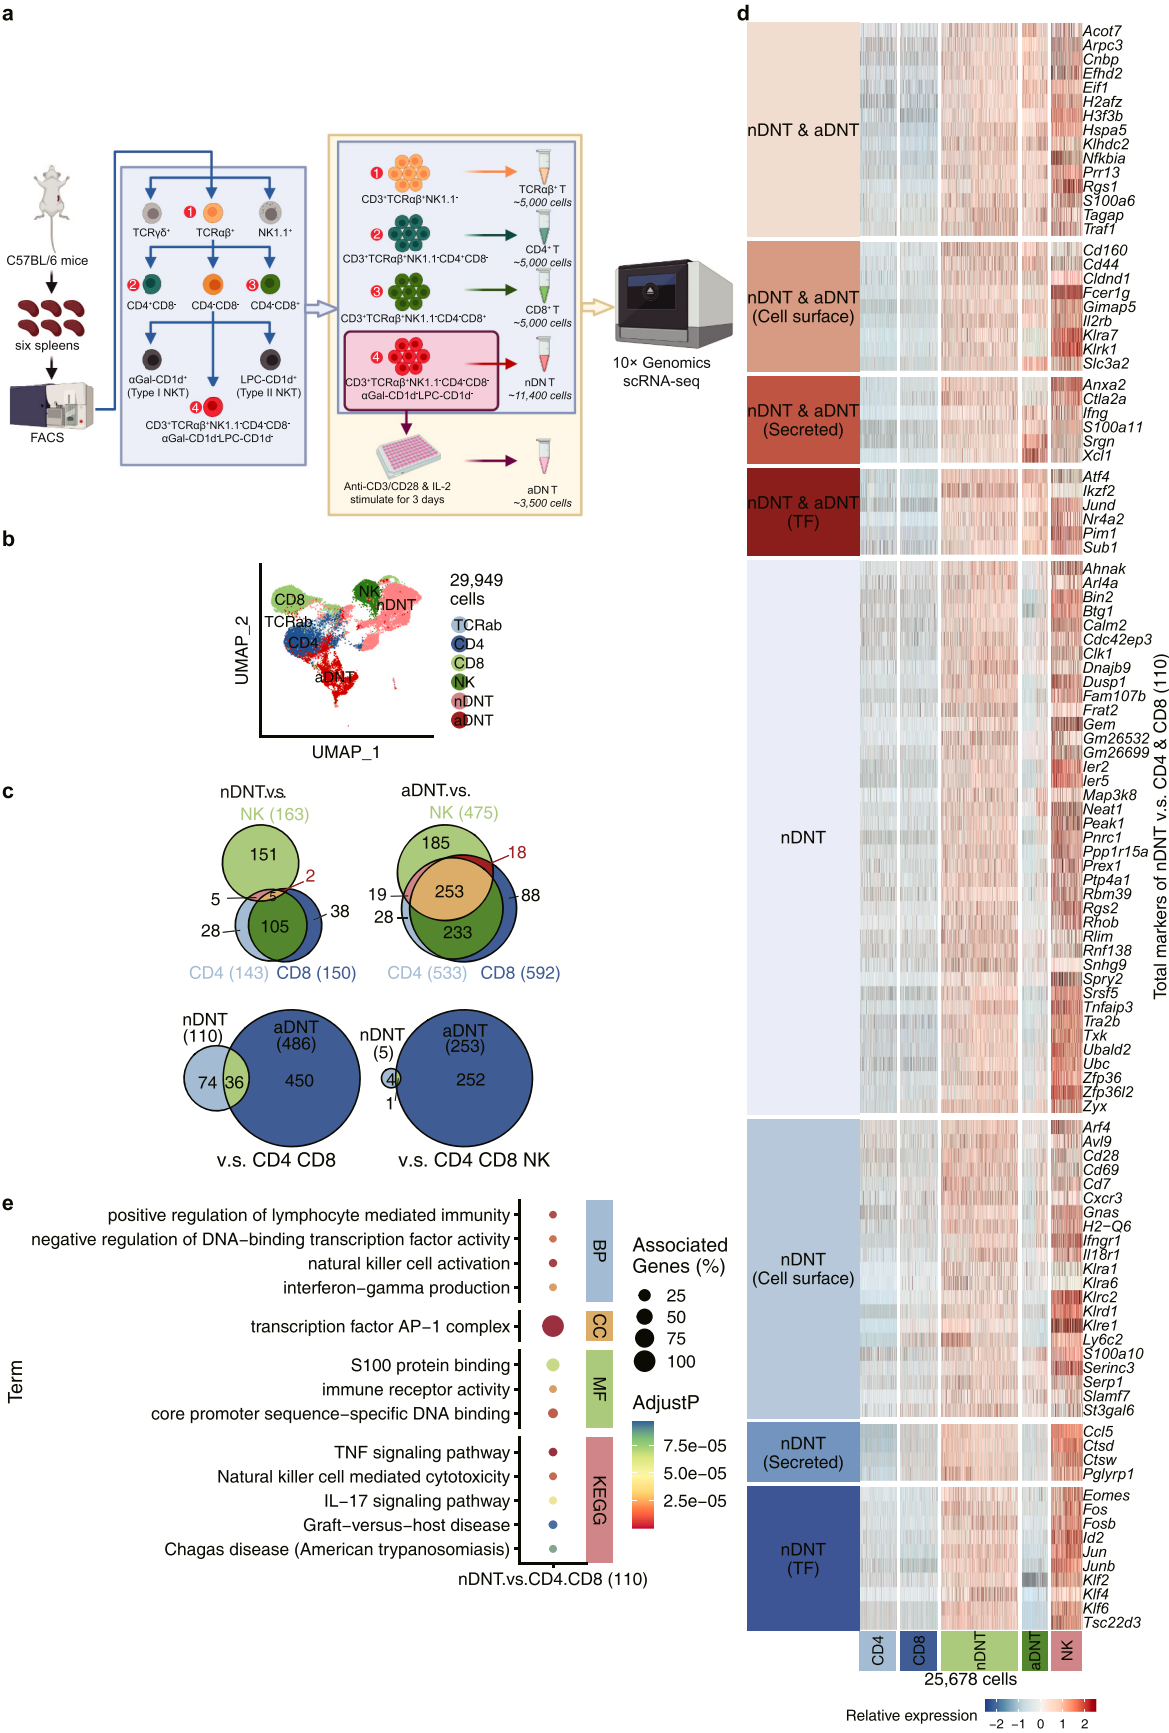 a
C57BL/6 mice
six spleens
FACS
TCRγδ⁺
1
TCRαβ⁺
NK1.1⁺
2
CD4⁺CD8⁻
CD4⁻CD8⁻
3
CD4⁻CD8⁺
αGal-CD1d⁺
(Type I NKT)
LPC-CD1d⁺
(Type II NKT)
4
CD3⁺TCRαβ⁺NK1.1⁻CD4⁻CD8⁻
αGal-CD1d⁻LPC-CD1d⁻
1
CD3⁺TCRαβ⁺NK1.1⁻
TCRαβ⁺ T
~5,000 cells
2
CD3⁺TCRαβ⁺NK1.1⁻CD4⁺CD8⁻
CD4⁺ T
~5,000 cells
3
CD3⁺TCRαβ⁺NK1.1⁻CD4⁻CD8⁺
CD8⁺ T
~5,000 cells
4
CD3⁺TCRαβ⁺NK1.1⁻CD4⁻CD8⁻
αGal-CD1d⁻LPC-CD1d⁻
nDN T
~11,400 cells
Anti-CD3/CD28 & IL-2
stimulate for 3 days
aDN T
~3,500 cells
10× Genomics
scRNA-seq
b
UMAP_2
UMAP_1
CD8
TCRab
CD4
NK
nDNT
aDNT
29,949
cells
TCRab
CD4
CD8
NK
nDNT
aDNT
c
nDNT.v.s.
NK (163)
151
2
5
5
28
105
38
CD4 (143)
CD8 (150)
aDNT.vs.
NK (475)
185
18
19
253
88
28
233
CD4 (533)
CD8 (592)
nDNT
(110)
aDNT
(486)
74
36
450
v.s. CD4 CD8
nDNT
(5)
aDNT
(253)
4
1
252
v.s. CD4 CD8 NK
d
nDNT & aDNT
Acot7
Arpc3
Cnbp
Efhd2
Eif1
H2afz
H3f3b
Hspa5
Klhdc2
Nfkbia
Prr13
Rgs1
S100a6
Tagap
Traf1
nDNT & aDNT
(Cell surface)
Cd160
Cd44
Cldnd1
Fcer1g
Gimap5
Il2rb
Klra7
Klrk1
Slc3a2
nDNT & aDNT
(Secreted)
Anxa2
Ctla2a
Ifng
S100a11
Srgn
Xcl1
nDNT & aDNT
(TF)
Atf4
Ikzf2
Jund
Nr4a2
Pim1
Sub1
nDNT
Ahnak
Arl4a
Bin2
Btg1
Calm2
Cdc42ep3
Clk1
Dnajb9
Dusp1
Fam107b
Frat2
Gem
Gm26532
Gm26699
Ier2
Ier5
Map3k8
Neat1
Peak1
Pnrc1
Ppp1r15a
Prex1
Ptp4a1
Rbm39
Rgs2
Rhob
Rlim
Rnf138
Snhg9
Spry2
Srsf5
Tnfaip3
Tra2b
Txk
Ubald2
Ubc
Zfp36
Zfp36l2
Zyx
nDNT
(Cell surface)
Arf4
Avl9
Cd28
Cd69
Cd7
Cxcr3
Gnas
H2−Q6
Ifngr1
Il18r1
Klra1
Klra6
Klrc2
Klrd1
Klre1
Ly6c2
S100a10
Serinc3
Serp1
Slamf7
St3gal6
nDNT
(Secreted)
Ccl5
Ctsd
Ctsw
Pglyrp1
nDNT
(TF)
Eomes
Fos
Fosb
Id2
Jun
Junb
Klf2
Klf4
Klf6
Tsc22d3
Total markers of nDNT v.s. CD4 & CD8 (110)
CD4
CD8
nDNT
aDNT
NK
25,678 cells
Relative expression
−2 −1 0 1 2
e
Term
positive regulation of lymphocyte mediated immunity
negative regulation of DNA−binding transcription factor activity
natural killer cell activation
interferon−gamma production
BP
transcription factor AP−1 complex
CC
S100 protein binding
immune receptor activity
core promoter sequence−specific DNA binding
MF
TNF signaling pathway
Natural killer cell mediated cytotoxicity
IL−17 signaling pathway
Graft−versus−host disease
Chagas disease (American trypanosomiasis)
KEGG
nDNT.vs.CD4.CD8 (110)
Associated
Genes (%)
25
50
75
100
AdjustP
7.5e−05
5.0e−05
2.5e−05